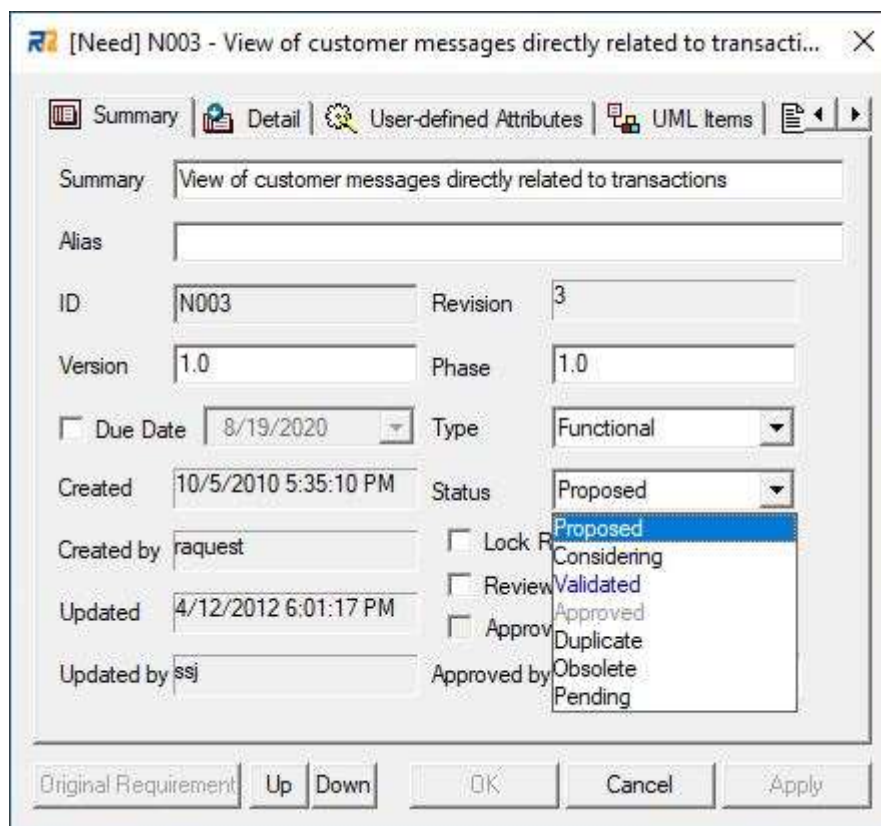 [Need] N003 - View of customer messages directly related to transacti...
Summary Detail User-defined Attributes UML Items
Summary View of customer messages directly related to transactions
Alias
ID N003 Revision 3
Version 1.0 Phase 1.0
Due Date 8/19/2020 Type Functional
Created 10/5/2010 5:35:10 PM Status Proposed
Proposed
Created by raquest Lock R
Considering
Review
Validated
Updated 4/12/2012 6:01:17 PM
Approved
Approv
Duplicate
Updated by ssj Approved by
Obsolete
Pending
Original Requirement Up Down OK Cancel Apply